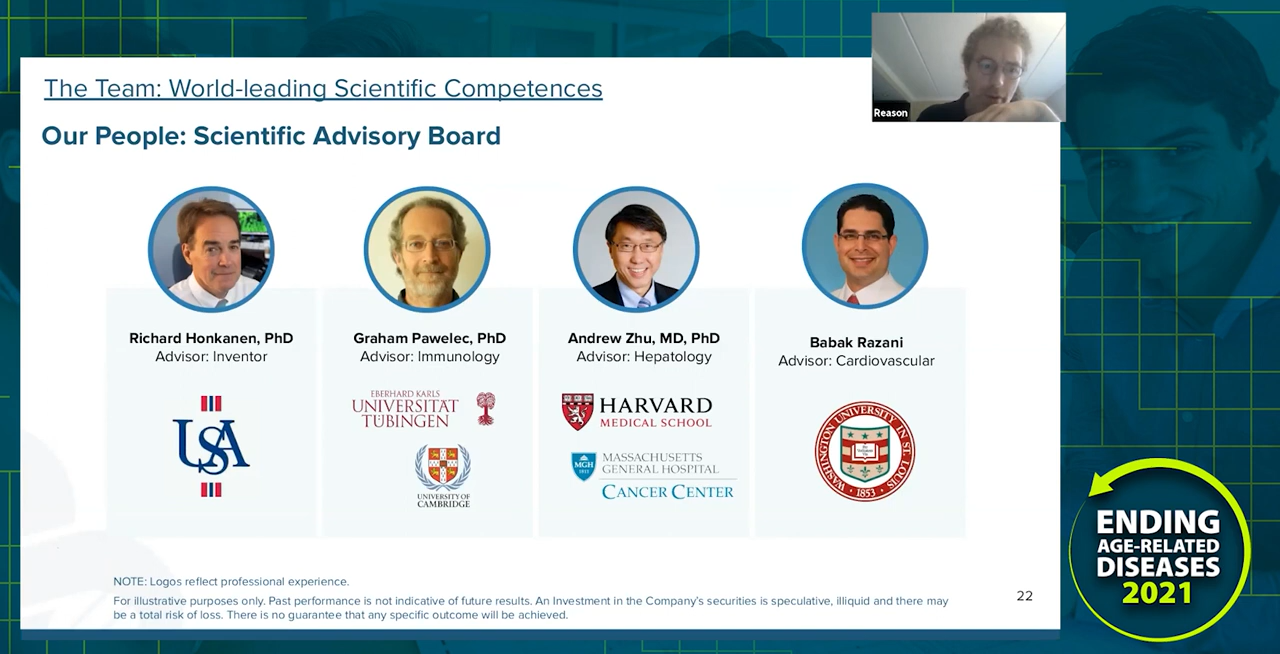 The Team: World-leading Scientific Competences
Our People: Scientific Advisory Board
Reason
Richard Honkanen, PhD
Advisor: Inventor
Graham Pawelec, PhD
Advisor: Immunology
Andrew Zhu, MD, PhD
Advisor: Hepatology
Babak Razani
Advisor: Cardiovascular
USA
EBERHARD KARLS
UNIVERSITÄT
TÜBINGEN
UNIVERSITY OF
CAMBRIDGE
HARVARD
MEDICAL SCHOOL
MGH
1811
MASSACHUSETTS
GENERAL HOSPITAL
CANCER CENTER
WASHINGTON·UNIVERSITY·IN·ST·LOUIS
·1853·
NOTE: Logos reflect professional experience.
For illustrative purposes only. Past performance is not indicative of future results. An Investment in the Company's securities is speculative, illiquid and there may
be a total risk of loss. There is no guarantee that any specific outcome will be achieved.
22
ENDING
AGE-RELATED
DISEASES
2021